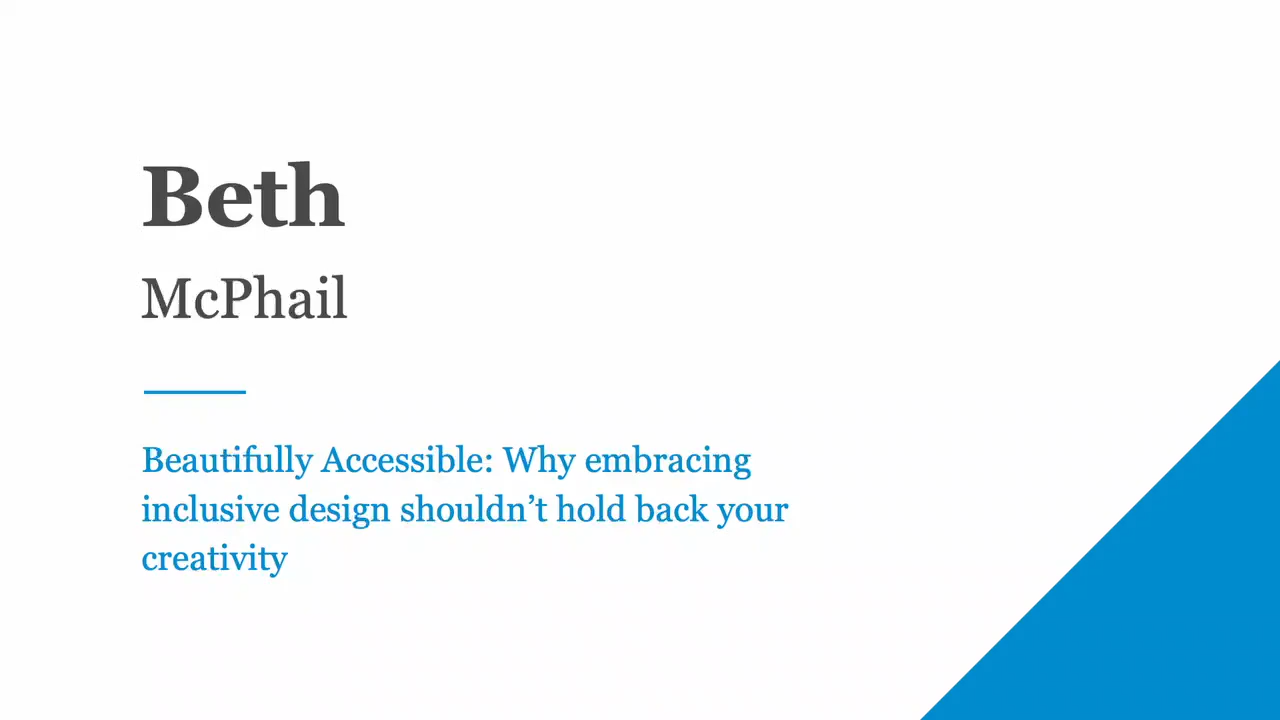 Beth
McPhail
Beautifully Accessible: Why embracing
inclusive design shouldn’t hold back your
creativity